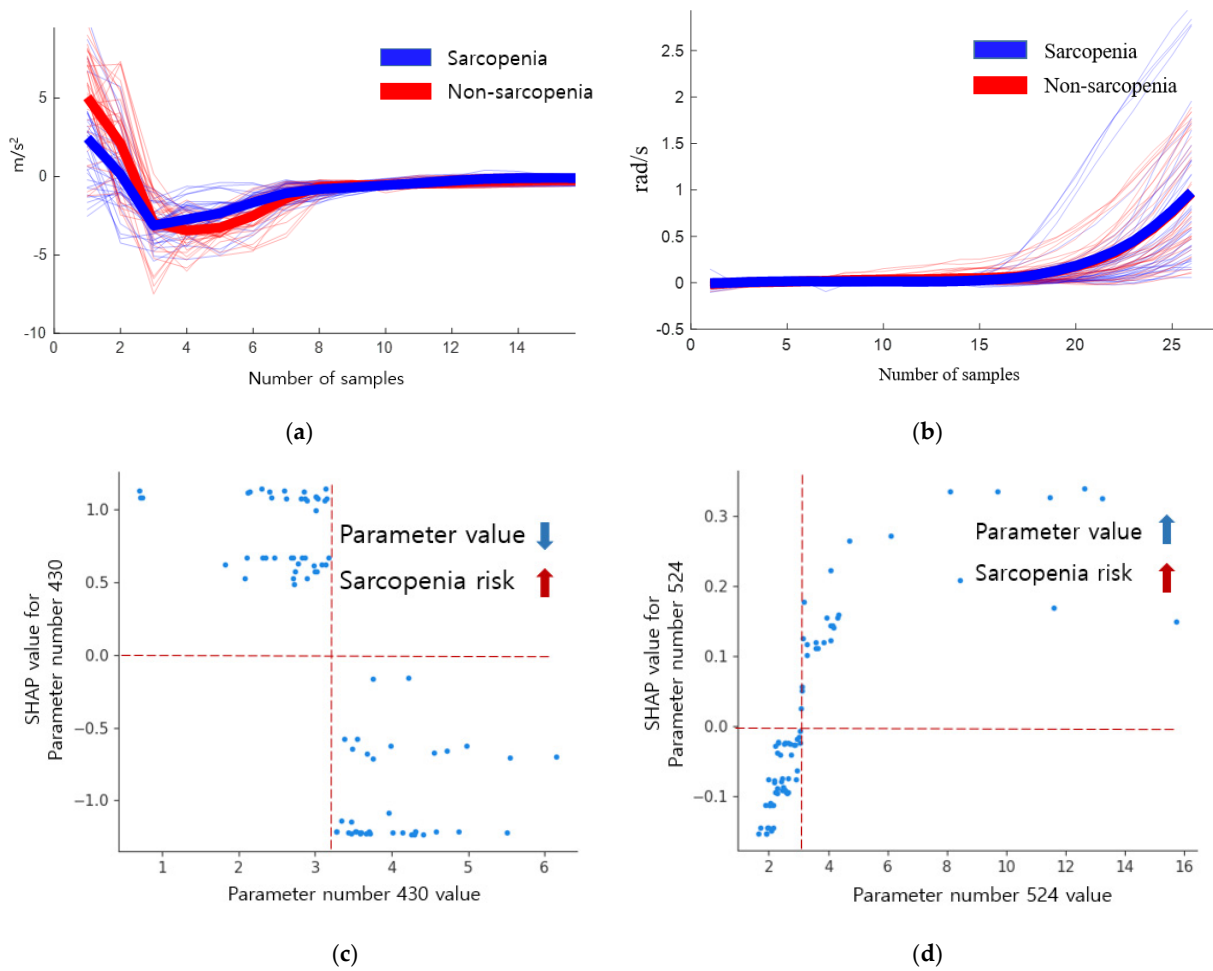 5
0
-5
-10
m/s²
0
2
4
6
8
10
12
14
Number of samples
Sarcopenia
Non-sarcopenia
(a)
2.5
2
1.5
1
0.5
0
-0.5
rad/s
0
5
10
15
20
25
Number of samples
Sarcopenia
Non-sarcopenia
(b)
1.0
0.5
0.0
−0.5
−1.0
SHAP value for
Parameter number 430
Parameter value
Sarcopenia risk
1
2
3
4
5
6
Parameter number 430 value
(c)
0.3
0.2
0.1
0.0
−0.1
SHAP value for
Parameter number 524
Parameter value
Sarcopenia risk
2
4
6
8
10
12
14
16
Parameter number 524 value
(d)